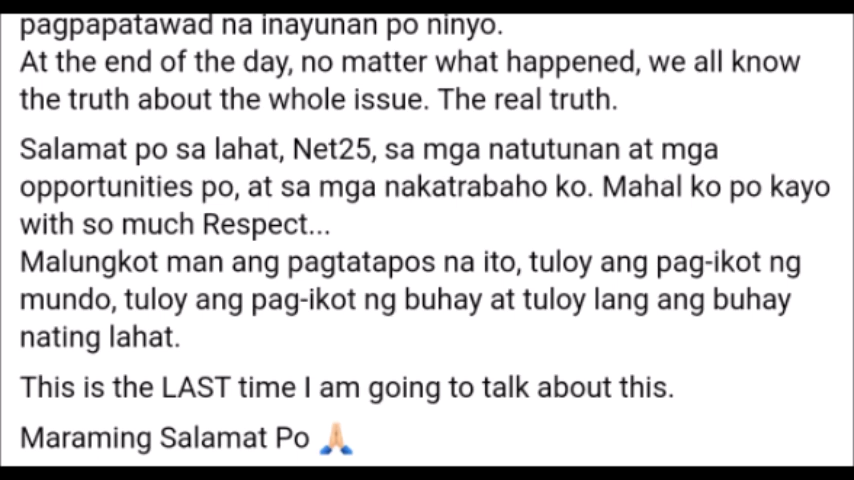 pagpapatawad na inayunan po ninyo.
At the end of the day, no matter what happened, we all know
the truth about the whole issue. The real truth.
Salamat po sa lahat, Net25, sa mga natutunan at mga
opportunities po, at sa mga nakatrabaho ko. Mahal ko po kayo
with so much Respect...
Malungkot man ang pagtatapos na ito, tuloy ang pag-ikot ng
mundo, tuloy ang pag-ikot ng buhay at tuloy lang ang buhay
nating lahat.
This is the LAST time I am going to talk about this.
Maraming Salamat Po 🙏🏼